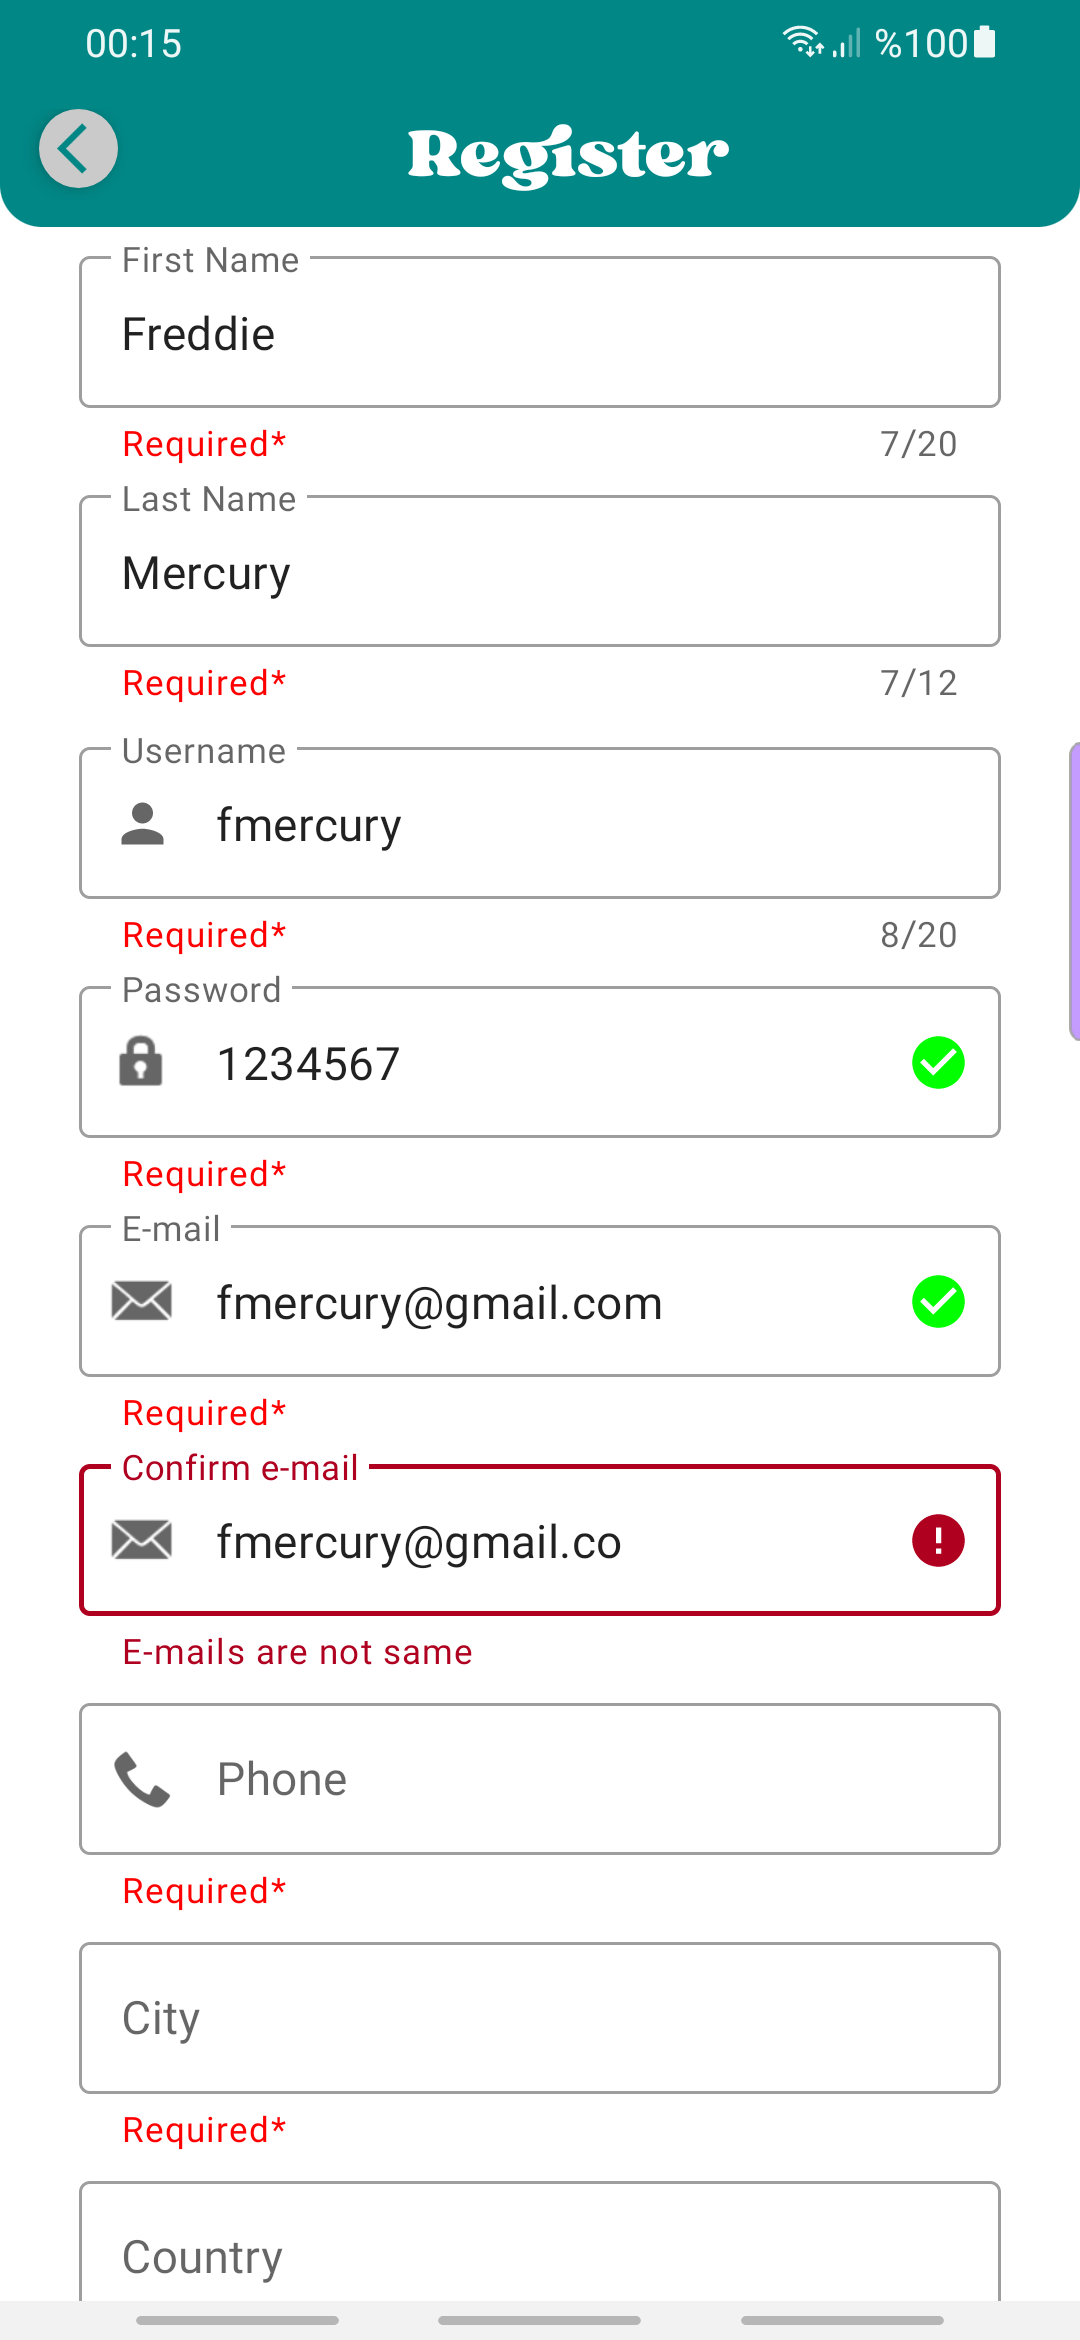 00:15 %100
Register
First Name
Freddie
Required* 7/20
Last Name
Mercury
Required* 7/12
Username
fmercury
Required* 8/20
Password
1234567
Required*
E-mail
fmercury@gmail.com
Required*
Confirm e-mail
fmercury@gmail.co
E-mails are not same
Phone
Required*
City
Required*
Country